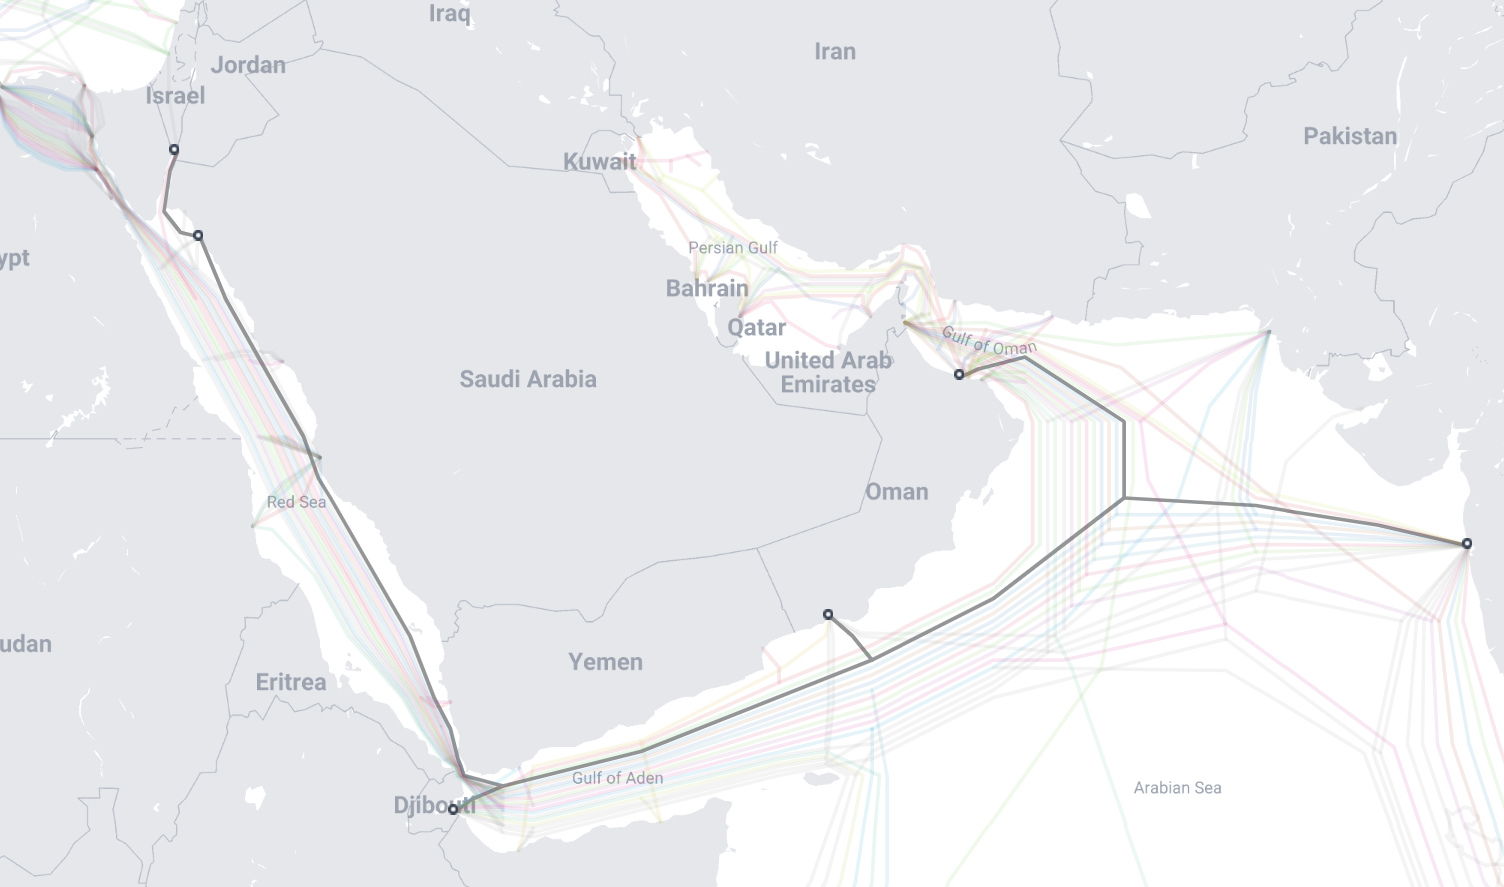 Iraq
Iran
Jordan
Israel
Pakistan
Kuwait
ypt
Persian Gulf
Bahrain
Qatar
Gulf of Oman
United Arab
Emirates
Saudi Arabia
Oman
Red Sea
udan
Yemen
Eritrea
Gulf of Aden
Arabian Sea
Djibouti